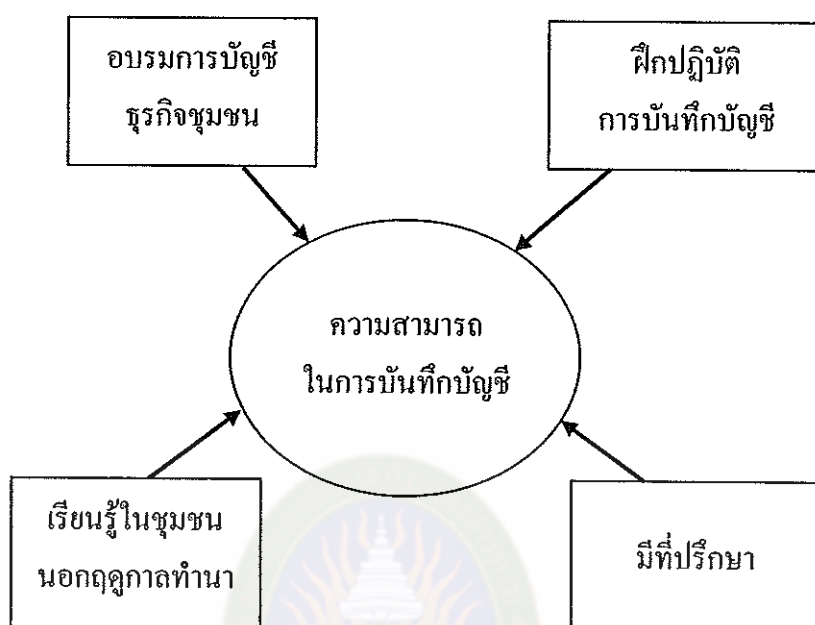 อบรมการบัญชี
ธุรกิจชุมชน
ฝึกปฏิบัติ
การบันทึกบัญชี
ความสามารถ
ในการบันทึกบัญชี
เรียนรู้ในชุมชน
นอกฤดูกาลทำนา
มีที่ปรึกษา